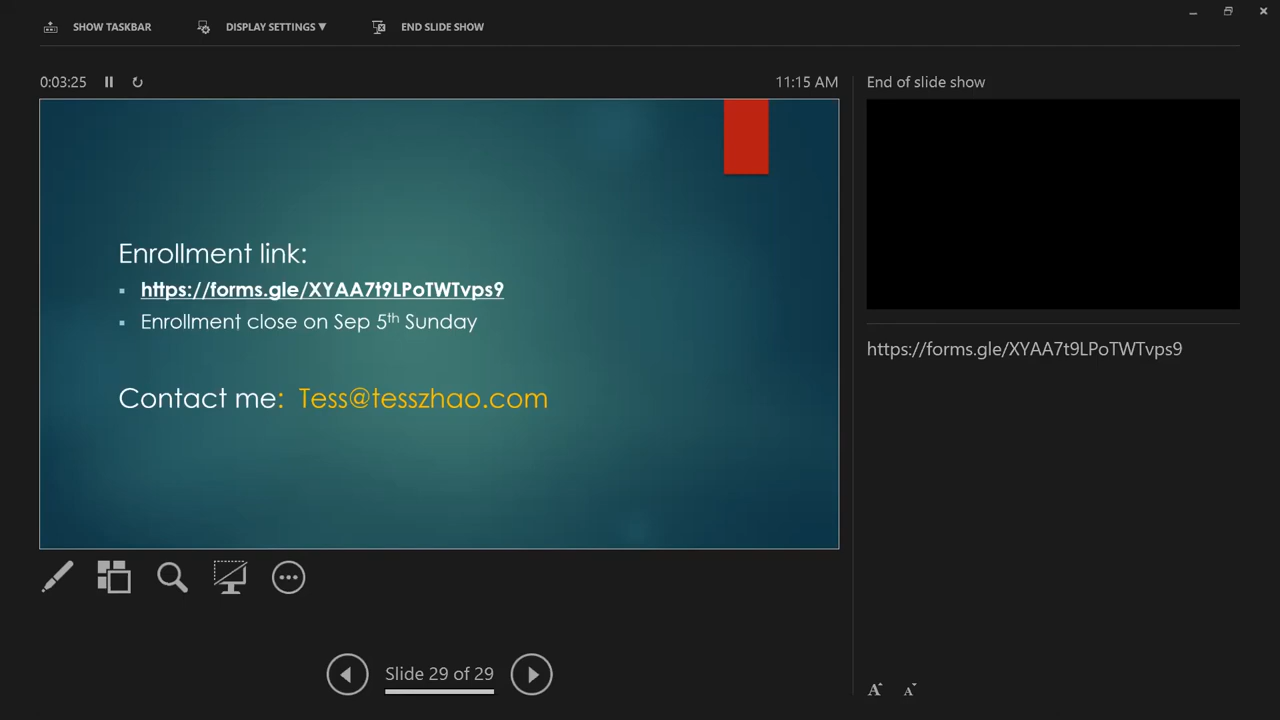 SHOW TASKBAR
DISPLAY SETTINGS ▼
END SLIDE SHOW
0:03:25
11:15 AM
Enrollment link:
▪ https://forms.gle/XYAA7t9LPoTWTvps9
▪ Enrollment close on Sep 5th Sunday
Contact me: Tess@tesszhao.com
Slide 29 of 29
End of slide show
https://forms.gle/XYAA7t9LPoTWTvps9
A A